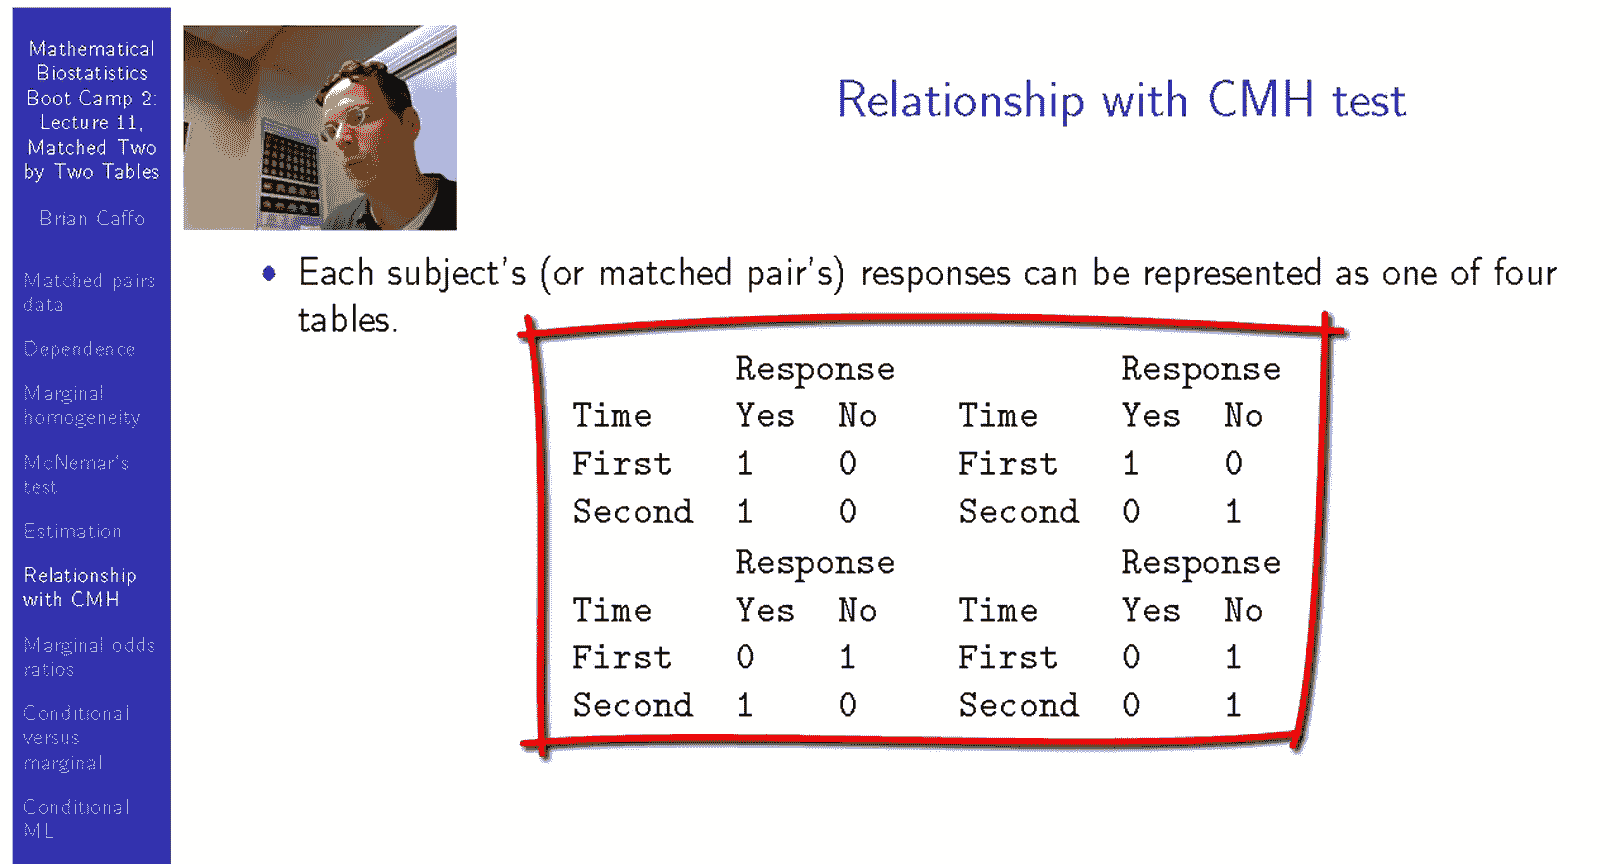 Mathematical
Biostatistics
Boot Camp 2:
Lecture 11,
Matched Two
by Two Tables
Brian Caffo
Matched pairs
data
Dependence
Marginal
homogeneity
McNemar's
test
Estimation
Relationship
with CMH
Marginal odds
ratios
Conditional
versus
marginal
Conditional
ML
Relationship with CMH test
• Each subject's (or matched pair's) responses can be represented as one of four
tables.
Response Response
Time Yes No Time Yes No
First 1 0 First 1 0
Second 1 0 Second 0 1
Response Response
Time Yes No Time Yes No
First 0 1 First 0 1
Second 1 0 Second 0 1